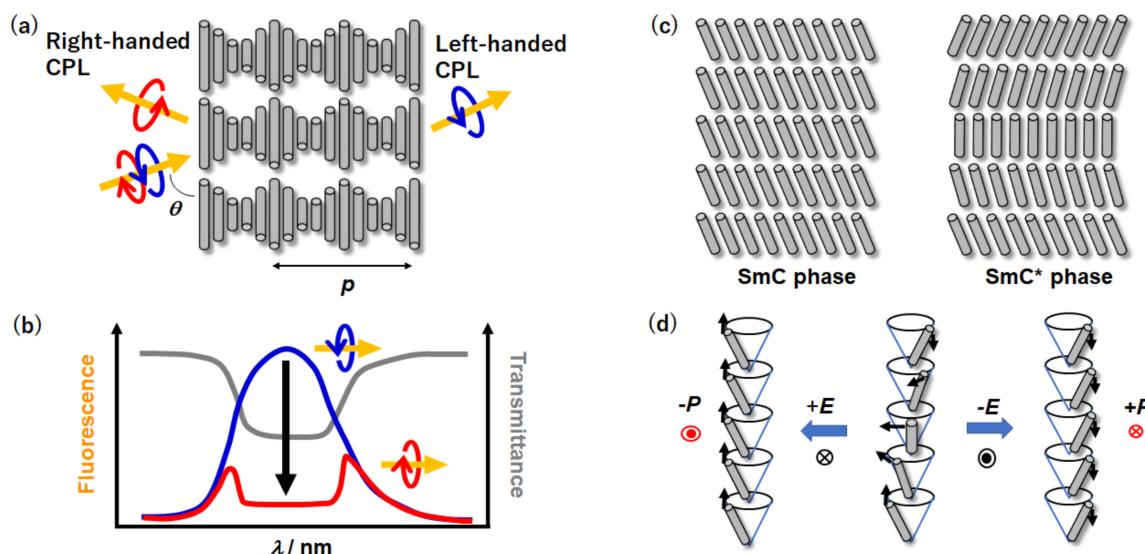 (a)
Right-handed
CPL
Left-handed
CPL
θ
p
(b)
Fluorescence
Transmittance
λ/ nm
(c)
SmC phase
SmC* phase
(d)
-P
+E
-E
+P